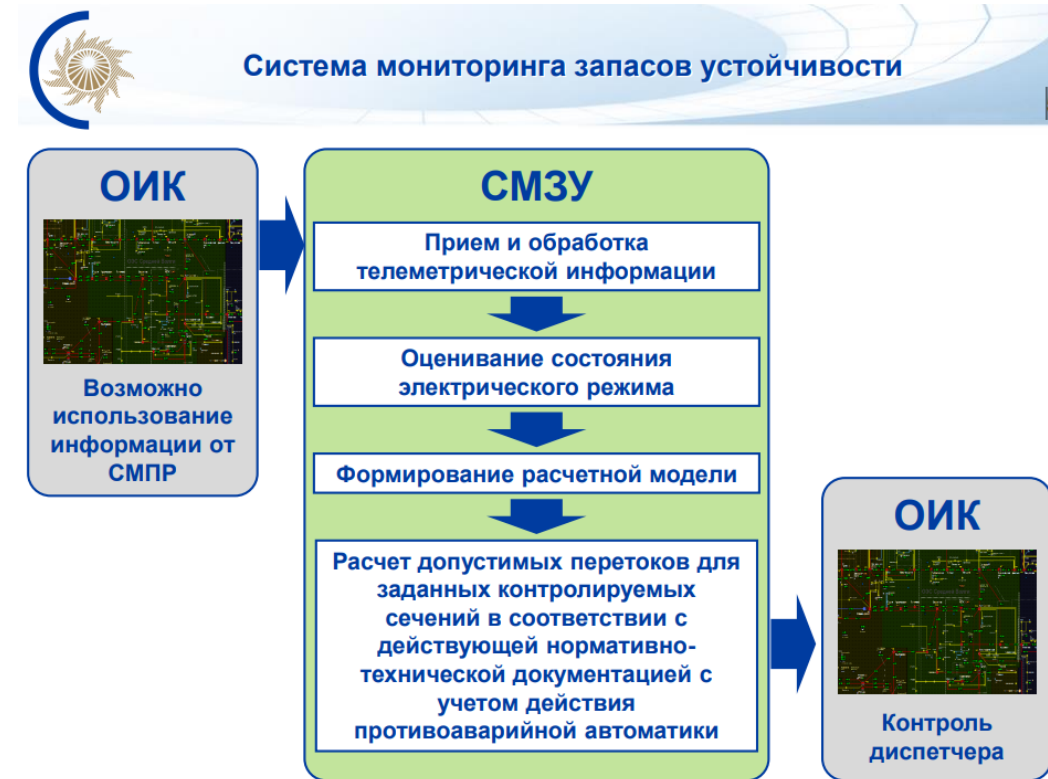 Система мониторинга запасов устойчивости
ОИК
Возможно
использование
информации от
СМПР
СМЗУ
Прием и обработка
телеметрической информации
Оценивание состояния
электрического режима
Формирование расчетной модели
Расчет допустимых перетоков для
заданных контролируемых
сечений в соответствии с
действующей нормативно-
технической документацией с
учетом действия
противоаварийной автоматики
ОИК
Контроль
диспетчера